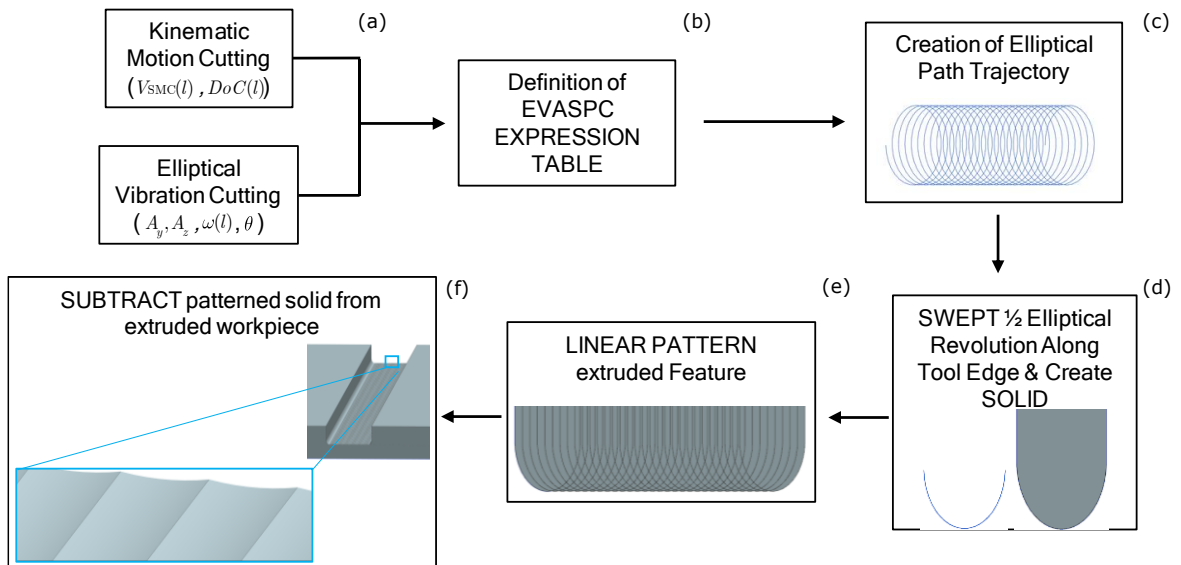 (a)
Kinematic
Motion Cutting
(VSMC(l) , DoC(l))
Elliptical
Vibration Cutting
( A_y, A_z , ω(l), θ )
(b)
Definition of
EVASPC
EXPRESSION
TABLE
(c)
Creation of Elliptical
Path Trajectory
(d)
SWEPT ½ Elliptical
Revolution Along
Tool Edge & Create
SOLID
(e)
LINEAR PATTERN
extruded Feature
(f)
SUBTRACT patterned solid from
extruded workpiece